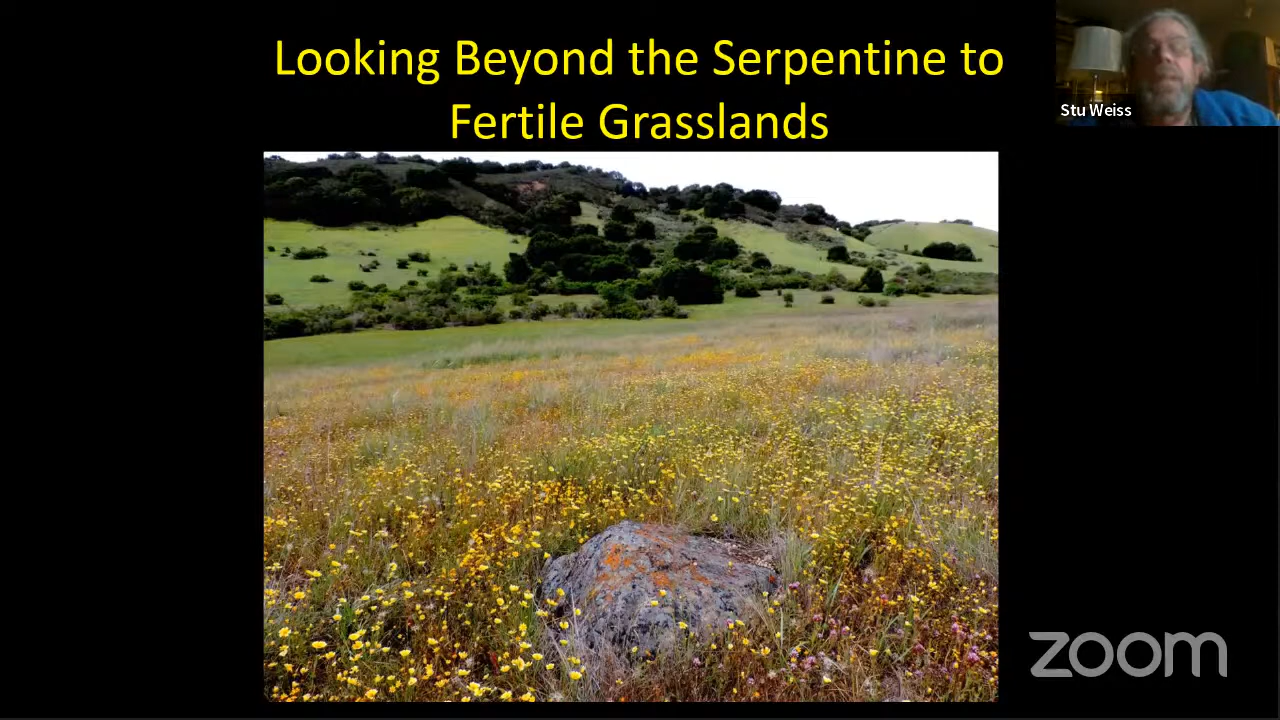 Looking Beyond the Serpentine to
Fertile Grasslands
Stu Weiss
zoom